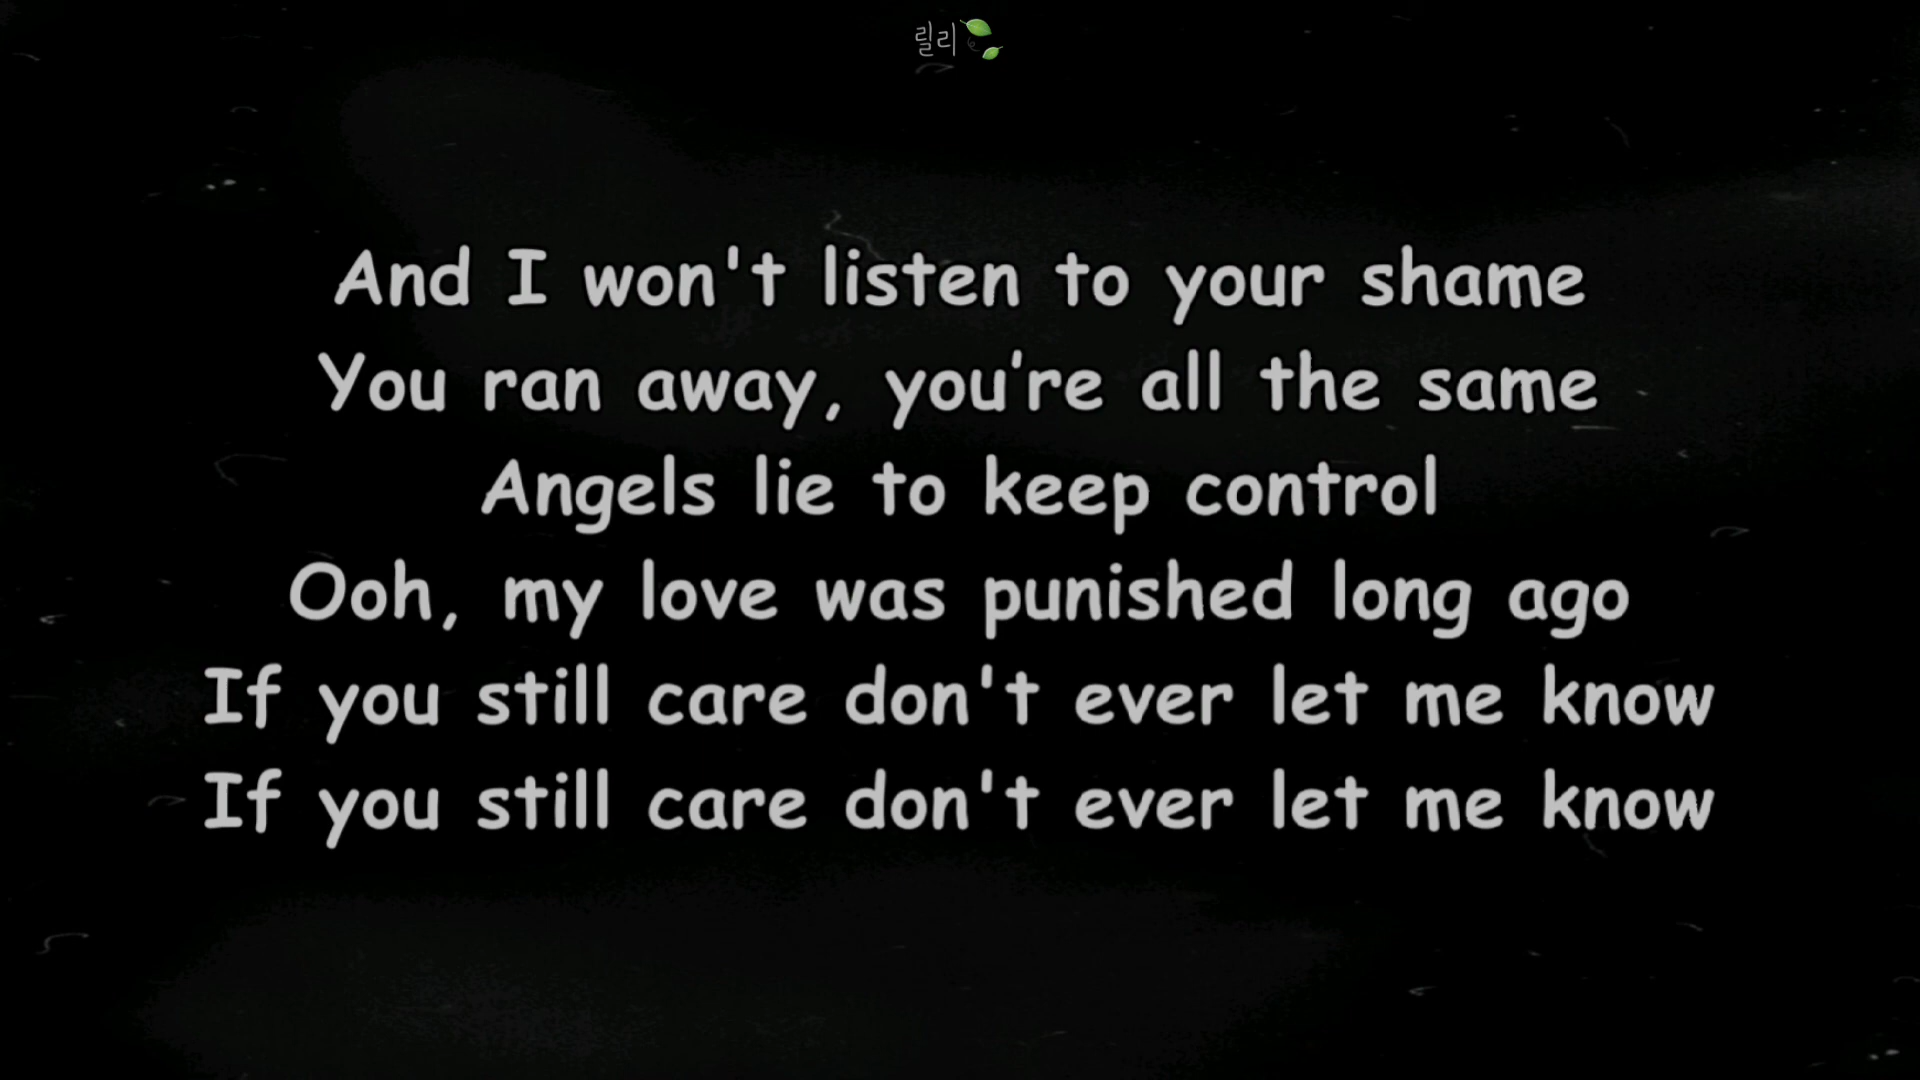 릴리🍃
And I won't listen to your shame
You ran away, you're all the same
Angels lie to keep control
Ooh, my love was punished long ago
If you still care don't ever let me know
If you still care don't ever let me know